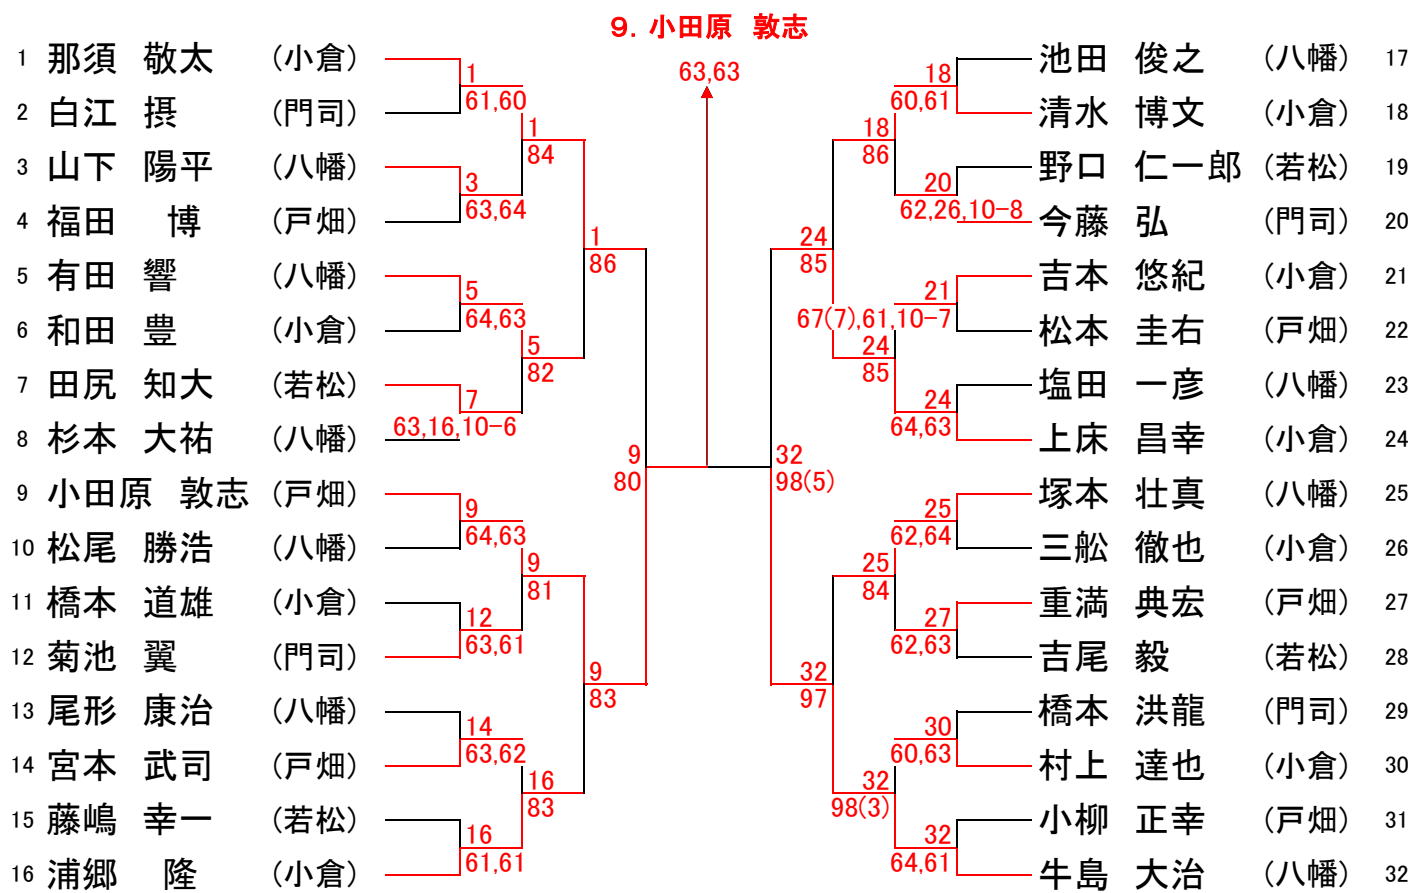 9. 小田原 敦志
63,63
1 那須 敬太 (小倉)
1
61,60
2 白江 摂 (門司)
1
84
3 山下 陽平 (八幡)
3
63,64
4 福田 博 (戸畑)
1
86
5 有田 響 (八幡)
5
64,63
6 和田 豊 (小倉)
5
82
7 田尻 知大 (若松)
7
63,16,10-6
8 杉本 大祐 (八幡)
9
80
9 小田原 敦志 (戸畑)
9
64,63
10 松尾 勝浩 (八幡)
9
81
11 橋本 道雄 (小倉)
12
63,61
12 菊池 翼 (門司)
9
83
13 尾形 康治 (八幡)
14
63,62
14 宮本 武司 (戸畑)
16
83
15 藤嶋 幸一 (若松)
16
61,61
16 浦郷 隆 (小倉)
池田 俊之 (八幡) 17
18
60,61
清水 博文 (小倉) 18
18
86
野口 仁一郎 (若松) 19
20
62,26,10-8
今藤 弘 (門司) 20
24
85
吉本 悠紀 (小倉) 21
21
67(7),61,10-7
松本 圭右 (戸畑) 22
24
85
塩田 一彦 (八幡) 23
24
64,63
上床 昌幸 (小倉) 24
32
98(5)
塚本 壮真 (八幡) 25
25
62,64
三舩 徹也 (小倉) 26
25
84
重満 典宏 (戸畑) 27
27
62,63
吉尾 毅 (若松) 28
32
97
橋本 洪龍 (門司) 29
30
60,63
村上 達也 (小倉) 30
32
98(3)
小柳 正幸 (戸畑) 31
32
64,61
牛島 大治 (八幡) 32